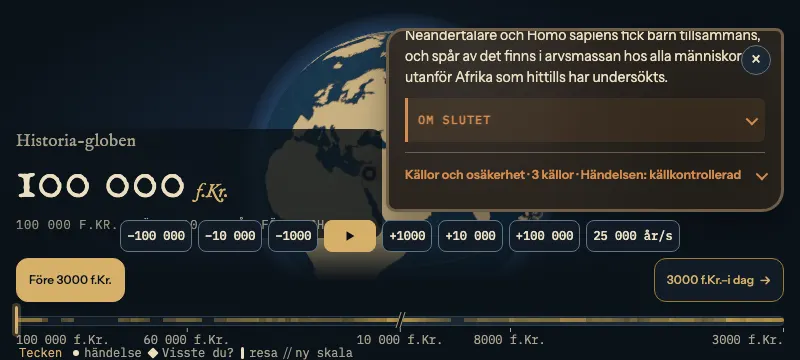 Neandertalare och Homo sapiens fick barn tillsammans,
och spår av det finns i arvsmassan hos alla människor
utanför Afrika som hittills har undersökts.
×
OM SLUTET
Källor och osäkerhet · 3 källor · Händelsen: källkontrollerad
Historia-globen
100 000 f.Kr.
100 000 F.KR.
−100 000 −10 000 −1000 ▶ +1000 +10 000 +100 000 25 000 år/s
Före 3000 f.Kr.
3000 f.Kr.–i dag →
100 000 f.Kr. 60 000 f.Kr. 10 000 f.Kr. 8000 f.Kr. 3000 f.Kr.
Tecken ● händelse ◆ Visste du? | resa // ny skala